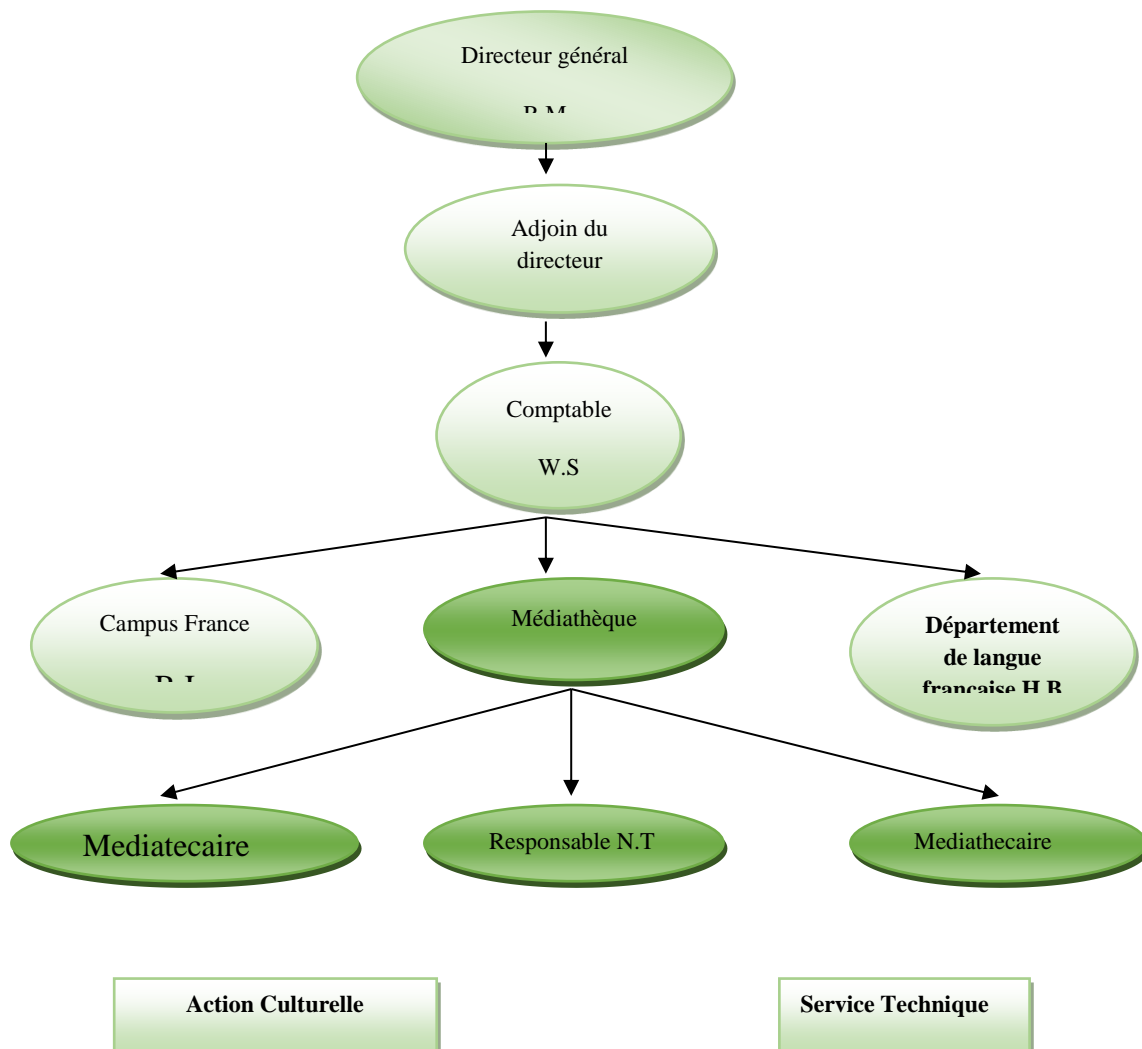 Directeur général
Adjoin du
directeur
Comptable
W.S
Campus France
Médiathèque
Département
de langue
française H.B
Mediatecaire
Responsable N.T
Mediathecaire
Action Culturelle
Service Technique